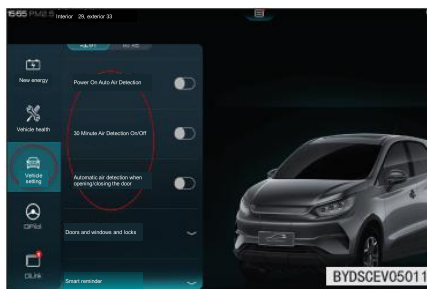 PM2.5 Interior 29, exterior 33
New energy
Power On Auto Air Detection
Vehicle health
30 Minute Air Detection On/Off
Vehicle setting
Automatic air detection when
opening/closing the door
DiPilot
Doors and windows and locks
DiLink
Smart reminder
BYDSCEV05011